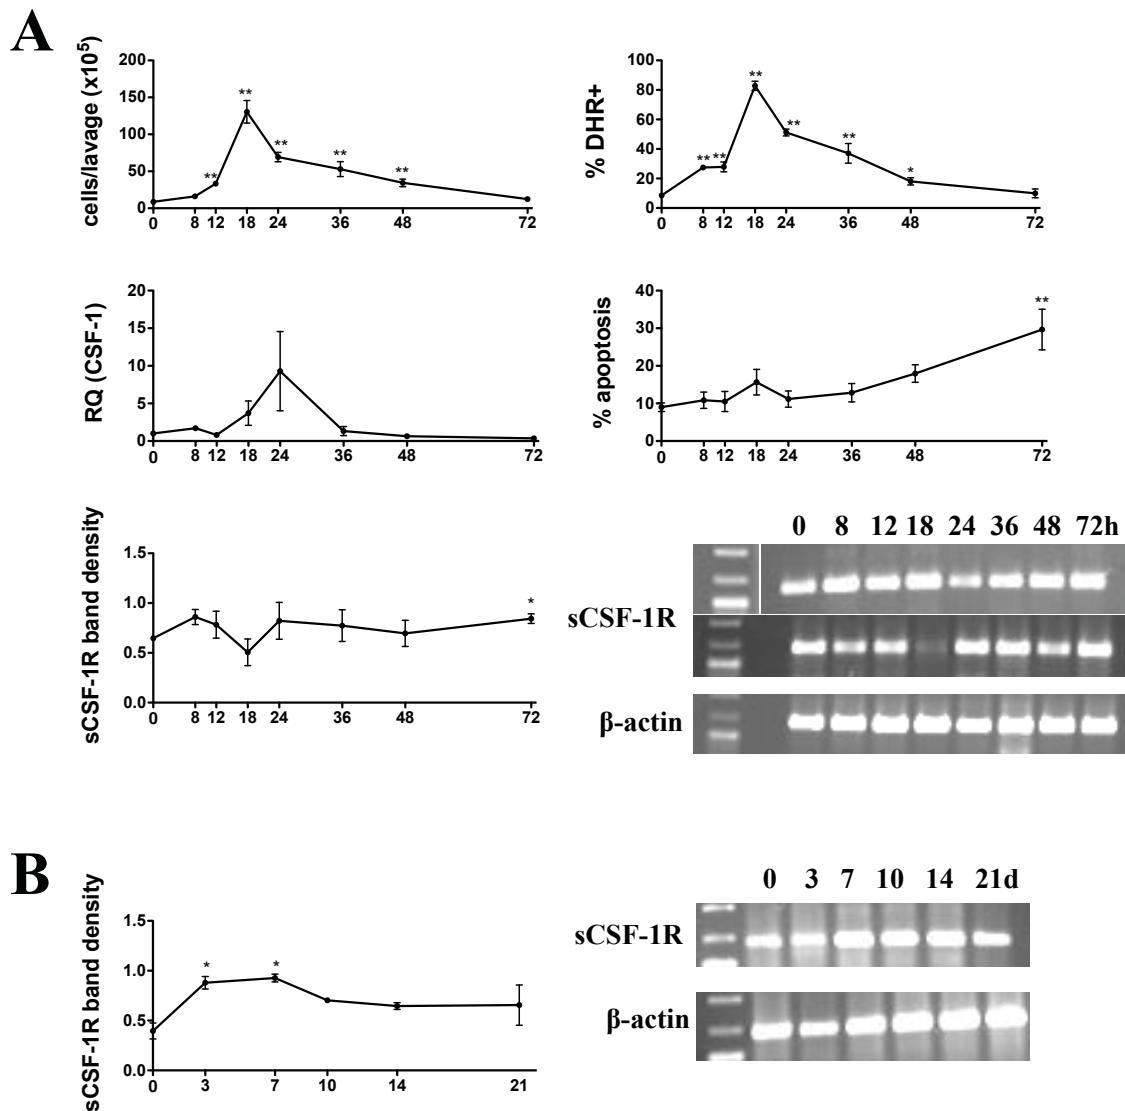 A
cells/lavage (x10⁵)
200
150
100
50
0
** ** ** ** **
0 8 12 18 24 36 48 72
% DHR+
100
80
60
40
20
0
** ** ** ** ** *
0 8 12 18 24 36 48 72
RQ (CSF-1)
20
15
10
5
0
0 8 12 18 24 36 48 72
% apoptosis
40
30
20
10
0
**
0 8 12 18 24 36 48 72
sCSF-1R band density
1.5
1.0
0.5
0.0
*
0 8 12 18 24 36 48 72
0 8 12 18 24 36 48 72h
sCSF-1R
β-actin
B
sCSF-1R band density
1.5
1.0
0.5
0.0
* *
0 3 7 10 14 21
0 3 7 10 14 21d
sCSF-1R
β-actin